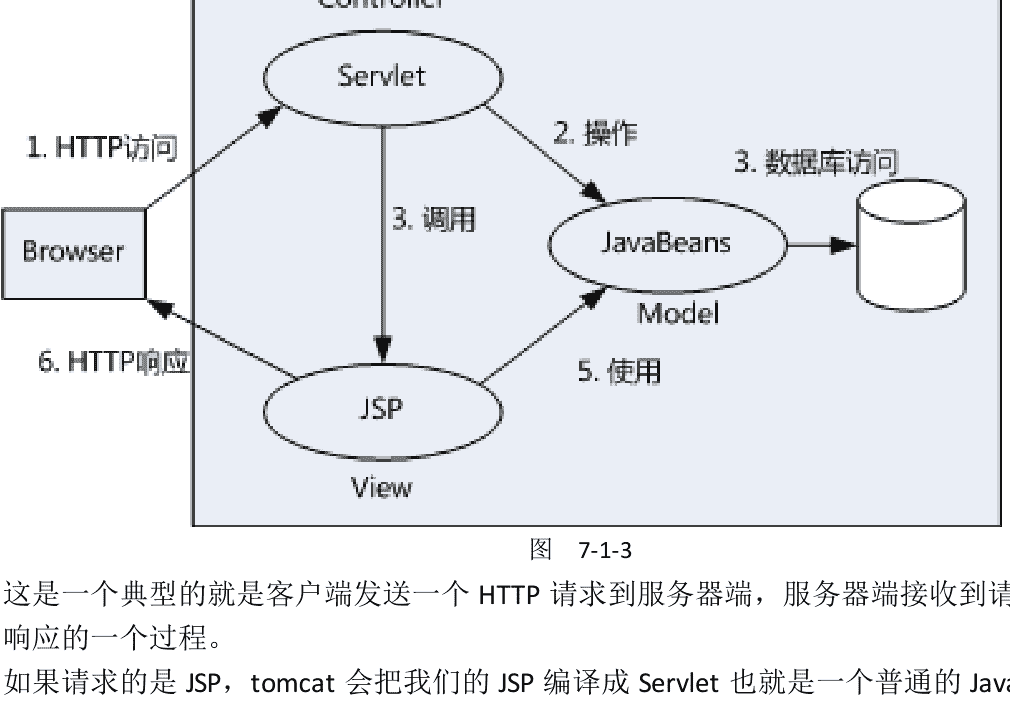 Controller
Servlet
1. HTTP访问
2. 操作
3. 数据库访问
3. 调用
Browser
JavaBeans
Model
6. HTTP响应
5. 使用
JSP
View
图 7-1-3
这是一个典型的就是客户端发送一个 HTTP 请求到服务器端，服务器端接收到请
响应的一个过程。
如果请求的是 JSP，tomcat 会把我们的 JSP 编译成 Servlet 也就是一个普通的 Java